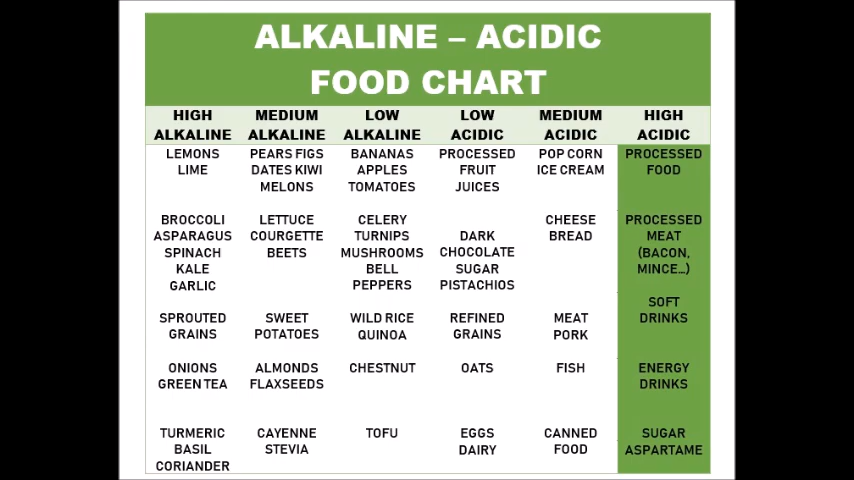 ALKALINE – ACIDIC
FOOD CHART
HIGH ALKALINE
MEDIUM ALKALINE
LOW ALKALINE
LOW ACIDIC
MEDIUM ACIDIC
HIGH ACIDIC
LEMONS
LIME
PEARS FIGS
DATES KIWI
MELONS
BANANAS
APPLES
TOMATOES
PROCESSED
FRUIT
JUICES
POP CORN
ICE CREAM
PROCESSED
FOOD
BROCCOLI
ASPARAGUS
SPINACH
KALE
GARLIC
LETTUCE
COURGETTE
BEETS
CELERY
TURNIPS
MUSHROOMS
BELL
PEPPERS
DARK
CHOCOLATE
SUGAR
PISTACHIOS
CHEESE
BREAD
PROCESSED
MEAT
(BACON,
MINCE...)
SOFT
DRINKS
SPROUTED
GRAINS
SWEET
POTATOES
WILD RICE
QUINOA
REFINED
GRAINS
MEAT
PORK
ONIONS
GREEN TEA
ALMONDS
FLAXSEEDS
CHESTNUT
OATS
FISH
ENERGY
DRINKS
TURMERIC
BASIL
CORIANDER
CAYENNE
STEVIA
TOFU
EGGS
DAIRY
CANNED
FOOD
SUGAR
ASPARTAME